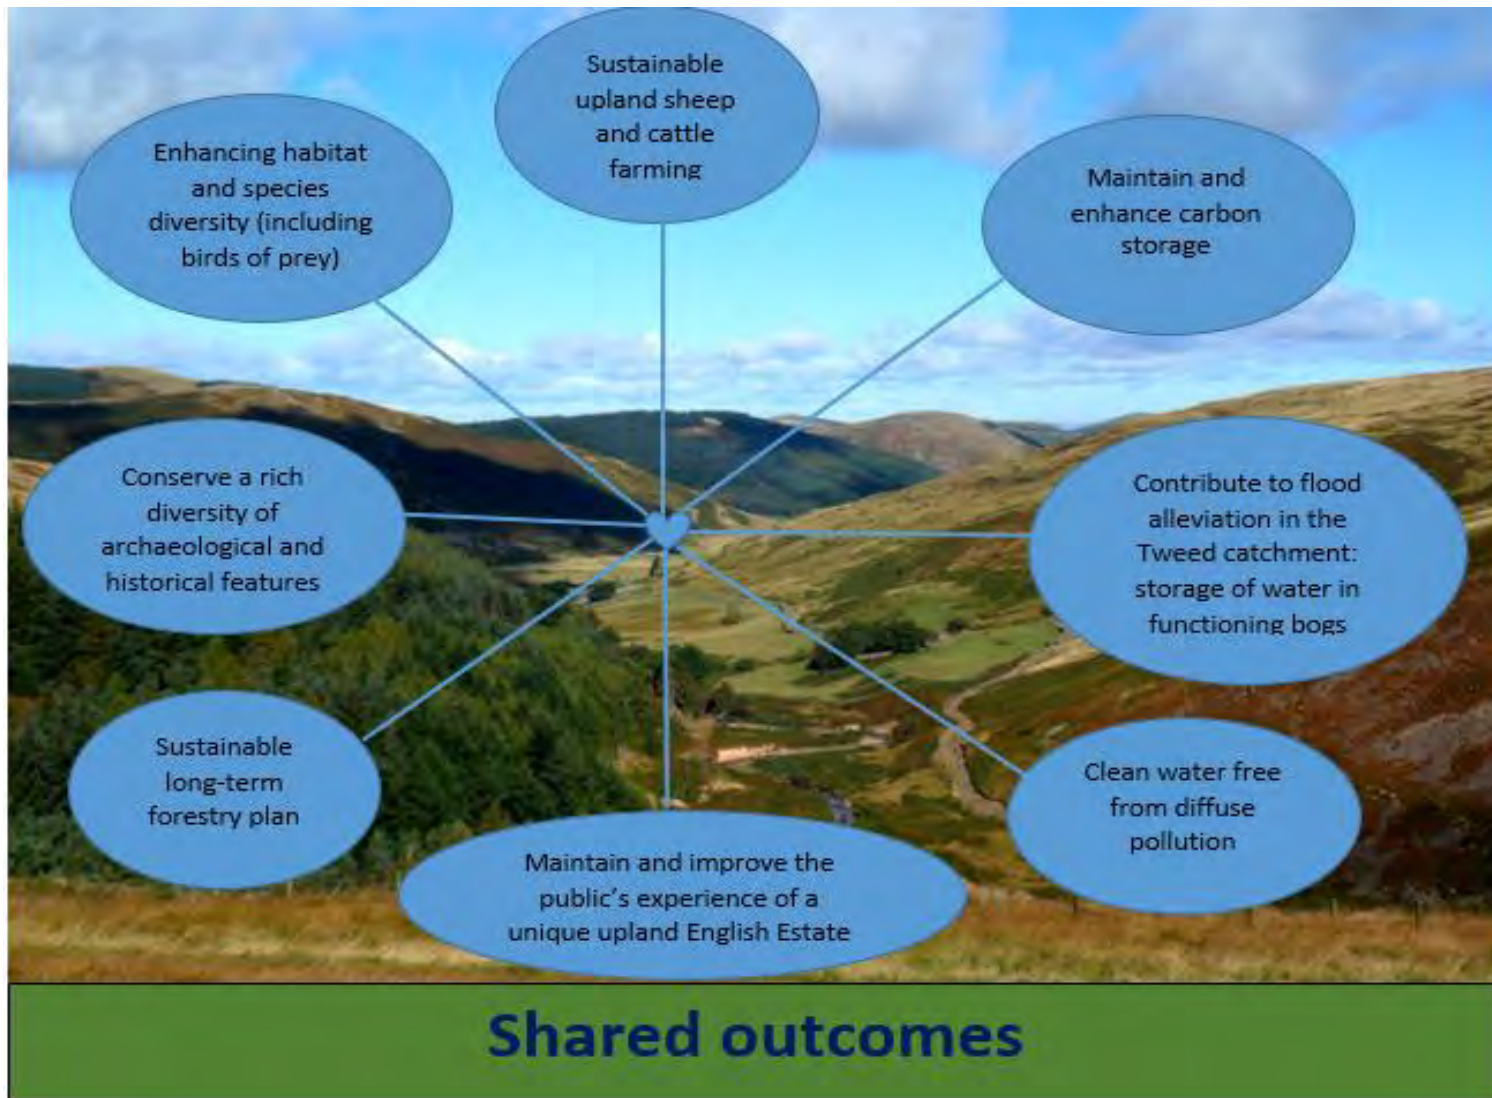 Sustainable
upland sheep
and cattle
farming
Enhancing habitat
and species
diversity (including
birds of prey)
Maintain and
enhance carbon
storage
Conserve a rich
diversity of
archaeological and
historical features
Contribute to flood
alleviation in the
Tweed catchment:
storage of water in
functioning bogs
Sustainable
long-term
forestry plan
Clean water free
from diffuse
pollution
Maintain and improve the
public’s experience of a
unique upland English Estate
Shared outcomes